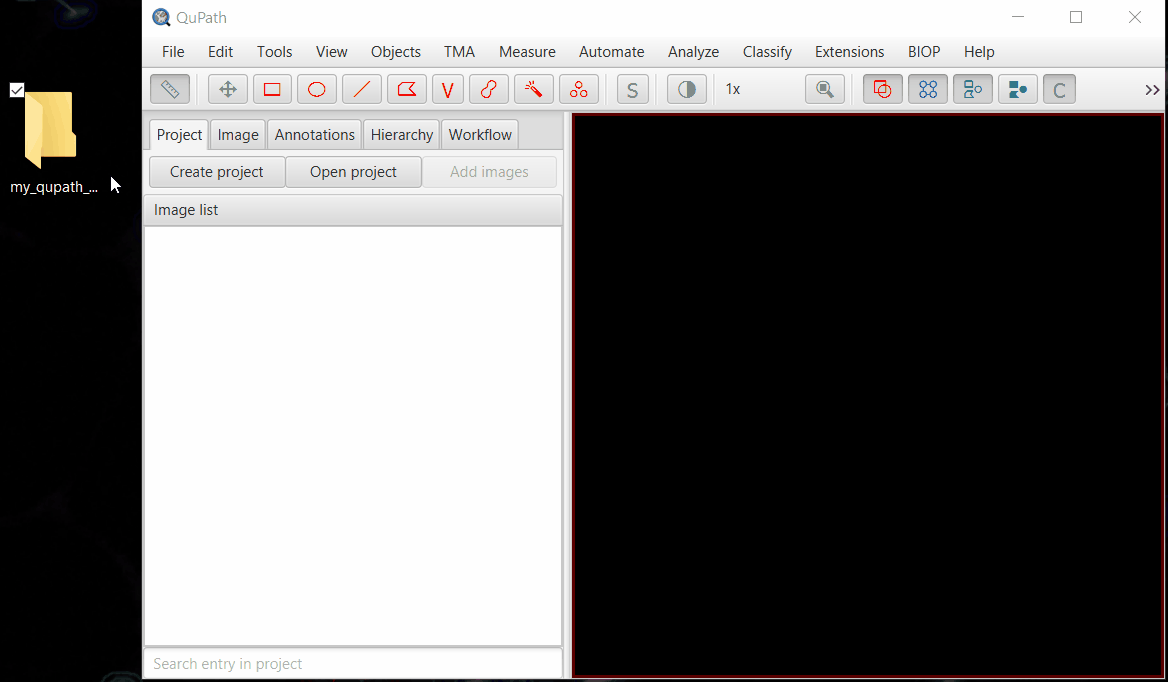 QuPath
File Edit Tools View Objects TMA Measure Automate Analyze Classify Extensions BIOP Help
V S 1x C
Project Image Annotations Hierarchy Workflow
Create project Open project Add images
my_qupath_...
Image list
Search entry in project